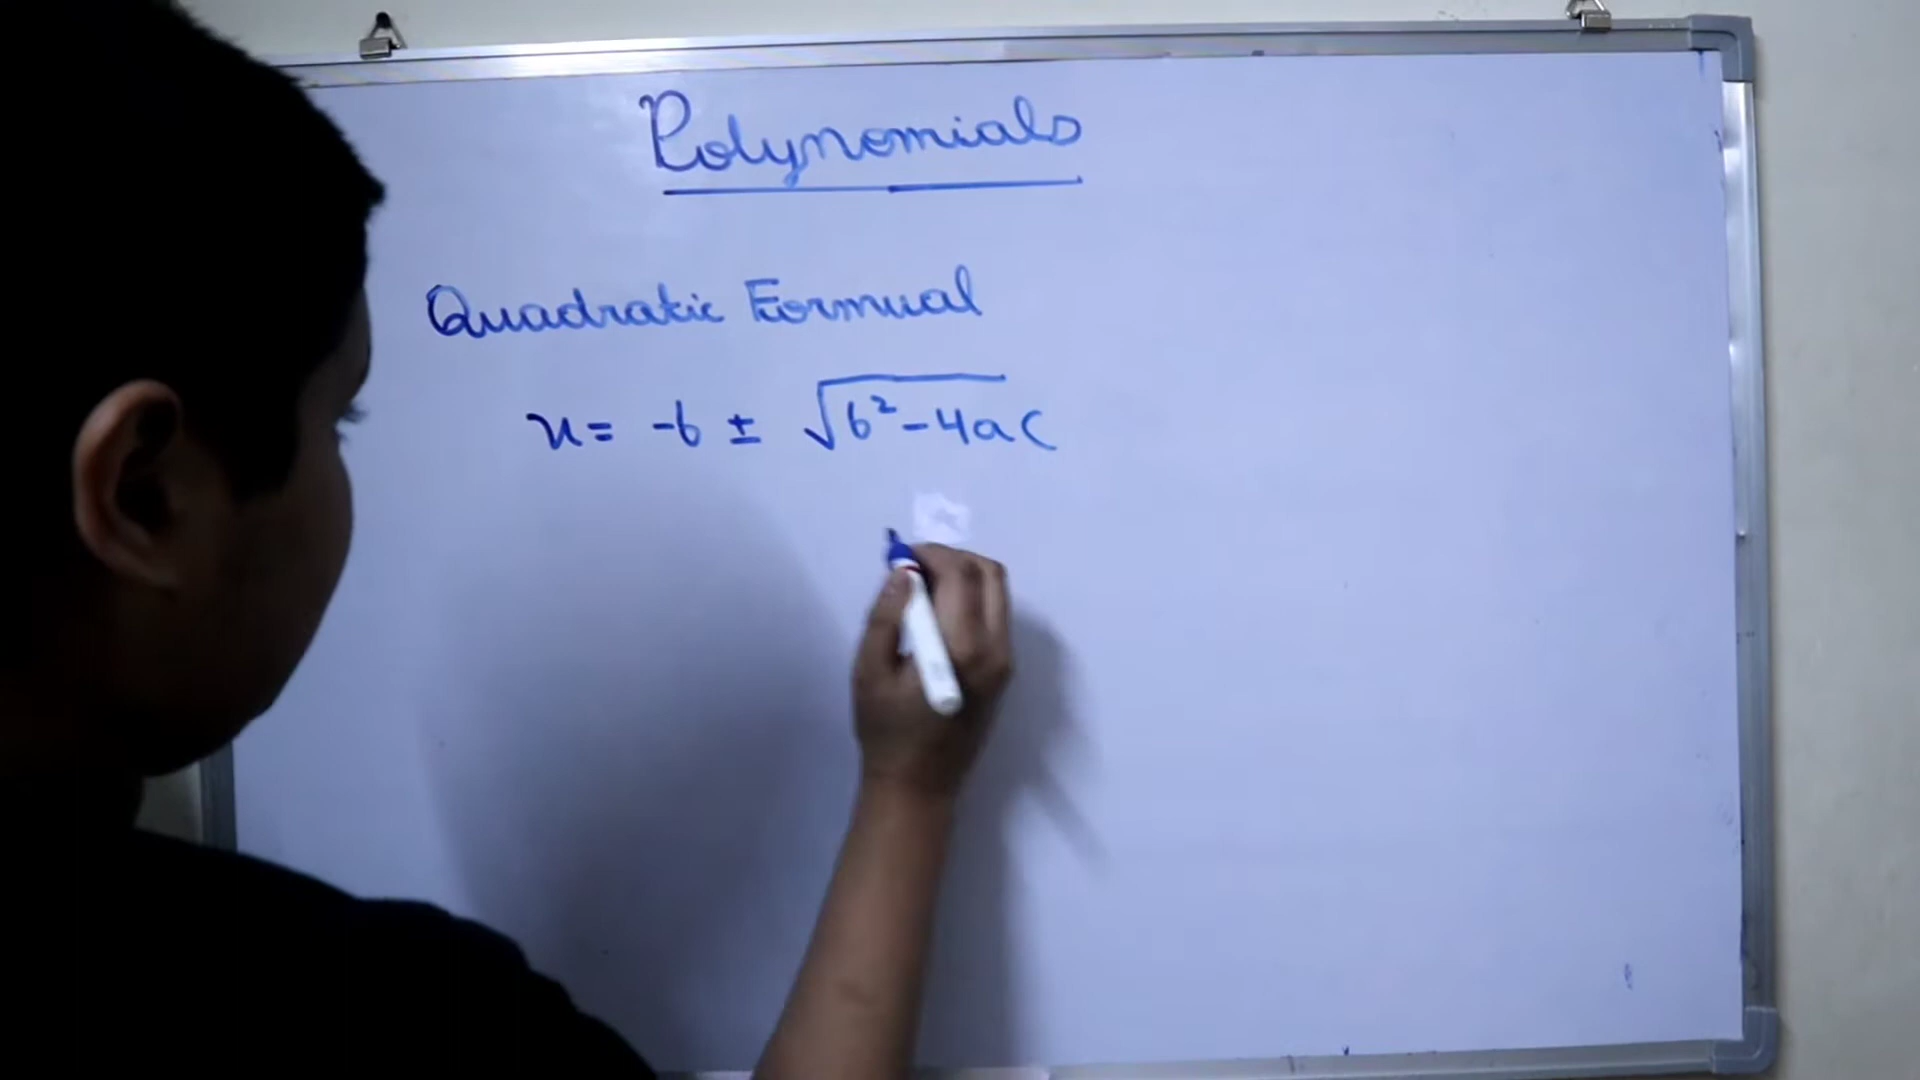 Polynomials
Quadratic Formual
x = -b ± √b²-4ac